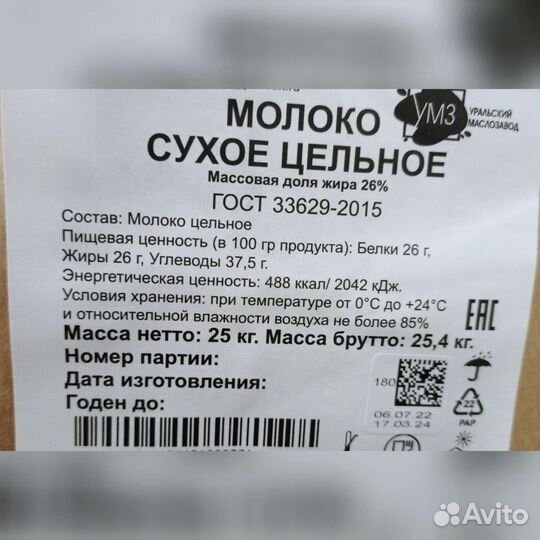 МОЛОКО
УМЗ
УРАЛЬСКИЙ
МАСЛОЗАВОД
СУХОЕ ЦЕЛЬНОЕ
Массовая доля жира 26%
ГОСТ 33629-2015
Состав: Молоко цельное
Пищевая ценность (в 100 гр продукта): Белки 26 г,
Жиры 26 г, Углеводы 37,5 г.
Энергетическая ценность: 488 ккал/ 2042 кДж.
Условия хранения: при температуре от 0°С до +24°С
и относительной влажности воздуха не более 85%
Масса нетто: 25 кг. Масса брутто: 25,4 кг.
Номер партии:
Дата изготовления:
Годен до:
EAC
180
06.07.22
17.03.24
22
PAP
Avito